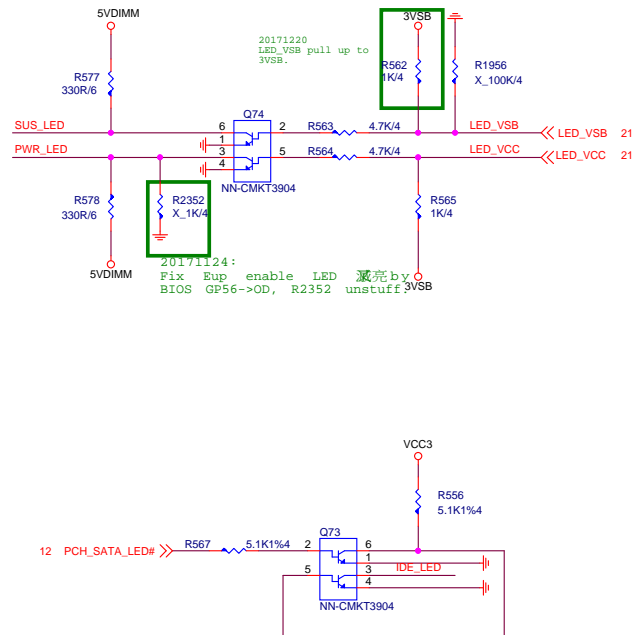 5VDIMM
3VSB
20171220
LED_VSB pull up to
3VSB.
R577
330R/6
R562
1K/4
R1956
X_100K/4
Q74
SUS_LED
6
2
R563
4.7K/4
LED_VSB
LED_VSB 21
1
PWR_LED
3
5
R564
4.7K/4
LED_VCC
LED_VCC 21
4
NN-CMKT3904
R578
330R/6
R2352
X_1K/4
R565
1K/4
5VDIMM
3VSB
20171124:
Fix Eup enable LED 亮by
BIOS GP56->OD, R2352 unstuff.
VCC3
R556
5.1K1%4
Q73
12 PCH_SATA_LED#
R567
5.1K1%4
2
6
1
5
3
IDE_LED
4
NN-CMKT3904